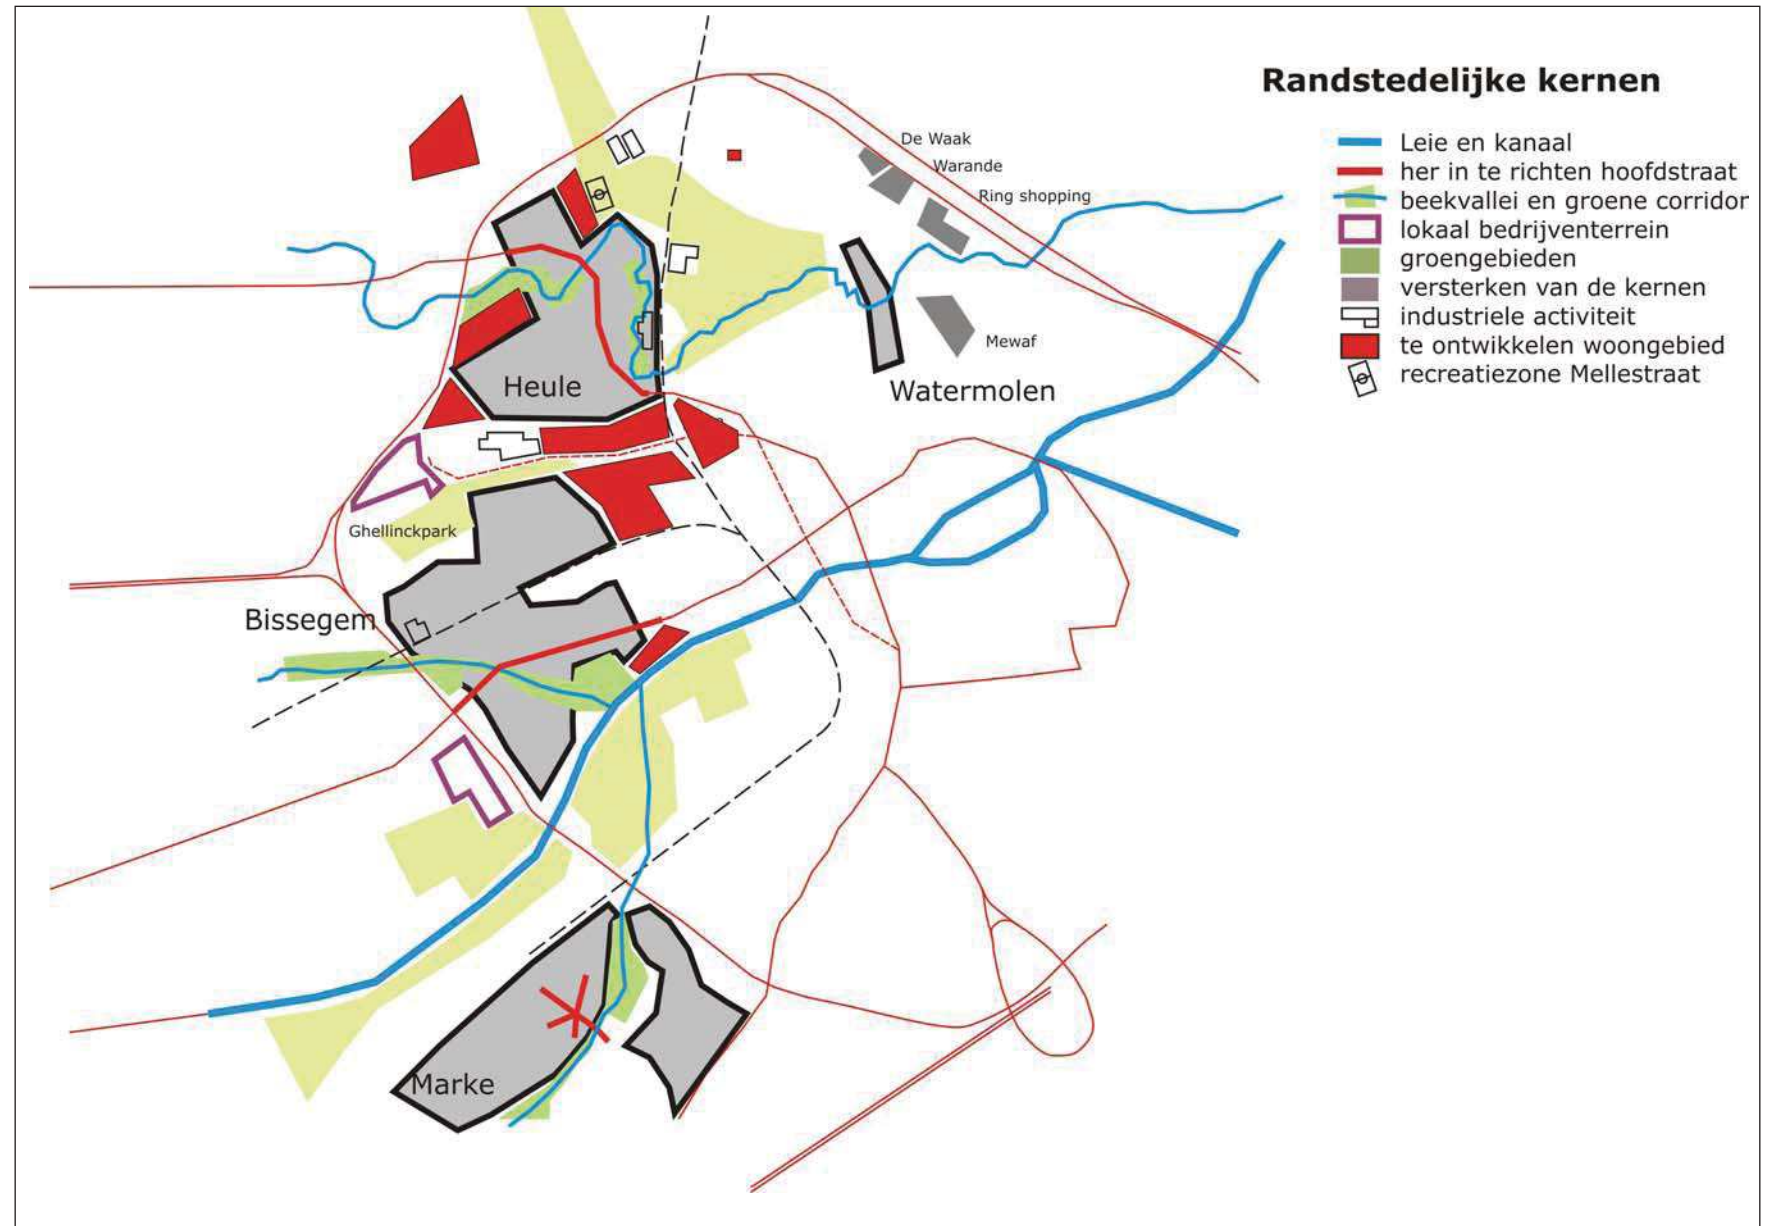 Randstedelijke kernen
Leie en kanaal
her in te richten hoofdstraat
beekvallei en groene corridor
lokaal bedrijventerrein
groengebieden
versterken van de kernen
industriele activiteit
te ontwikkelen woongebied
recreatiezone Mellestraat
De Waak
Warande
Ring shopping
Mewaf
Heule
Watermolen
Ghellinckpark
Bissegem
Marke